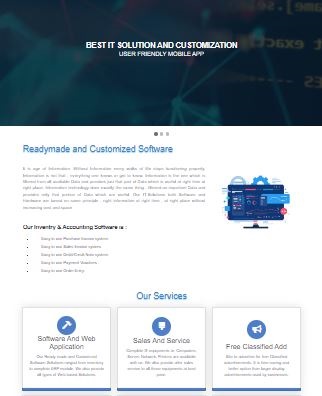 BEST IT SOLUTION AND CUSTOMIZATION
USER FRIENDLY MOBILE APP
Readymade and Customized Software
It is age of Information. Without Information every walks of life stops functioning properly.
Information is not that - everything one knows or get to know. Information is the one which is
filtered from all available Data and provides just that part of Data which is useful at right time at
right place. Information technology does exactly the same thing - filtered on important Data and
provides only that portion of Data which are useful. Our IT Solutions both Software and
Hardware are based on same principle - right information at right time - at right place without
increasing cost and space.
Our Inventry & Accounting Software is :
Easy to use Purchase Invoice system
Easy to use Sales Invoice system
Easy to use Debit/Credit Note system
Easy to use Payment Vouchers
Easy to use Order Entry
Our Services
Software And Web
Application
Our Ready made and Customized
Software Solutions ranged from inventory
to complete ERP module. We also provide
all types of Web based Solutions.
Sales And Service
Complete IT equipments i.e. Computers,
Server, Network, Printers are available
with us. We also provide after sales
service to all those equipments at best
price.
Free Classified Add
Site is attractive for free Classified
advertisements. It is time saving and
better option than larger display
advertisements used by newspapers.